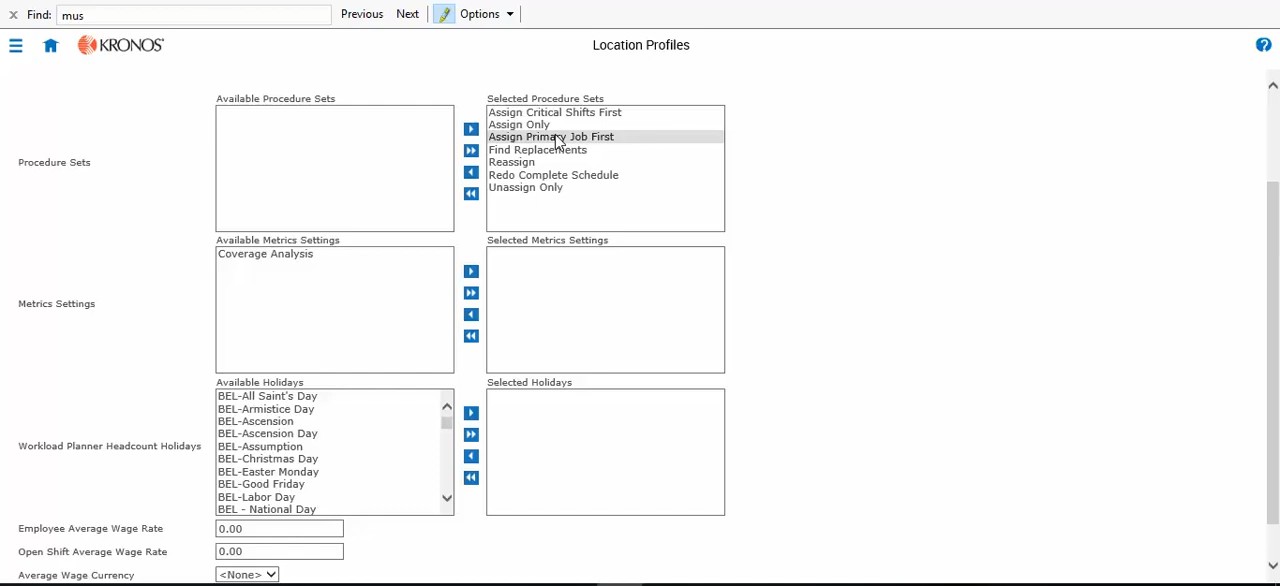 Find: mus Previous Next Options
KRONOS Location Profiles
Available Procedure Sets Selected Procedure Sets
Procedure Sets
Assign Critical Shifts First
Assign Only
Assign Primary Job First
Find Replacements
Reassign
Redo Complete Schedule
Unassign Only
Available Metrics Settings Selected Metrics Settings
Metrics Settings
Coverage Analysis
Available Holidays Selected Holidays
Workload Planner Headcount Holidays
BEL-All Saint's Day
BEL-Armistice Day
BEL-Ascension
BEL-Ascension Day
BEL-Assumption
BEL-Christmas Day
BEL-Easter Monday
BEL-Good Friday
BEL-Labor Day
BEL - National Day
Employee Average Wage Rate 0.00
Open Shift Average Wage Rate 0.00
Average Wage Currency <None>